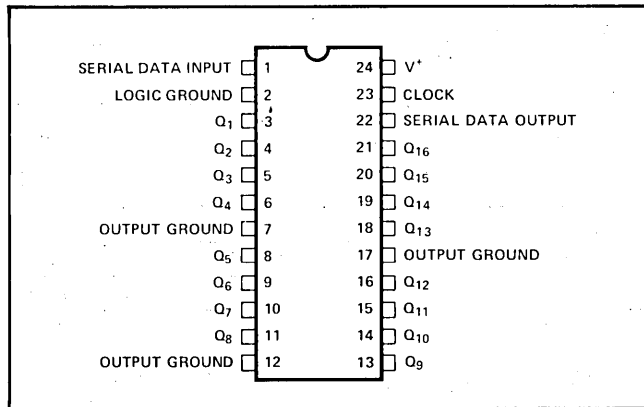 SERIAL DATA INPUT 1 24 V⁺
LOGIC GROUND 2 23 CLOCK
Q₁ 3 22 SERIAL DATA OUTPUT
Q₂ 4 21 Q₁₆
Q₃ 5 20 Q₁₅
Q₄ 6 19 Q₁₄
OUTPUT GROUND 7 18 Q₁₃
Q₅ 8 17 OUTPUT GROUND
Q₆ 9 16 Q₁₂
Q₇ 10 15 Q₁₁
Q₈ 11 14 Q₁₀
OUTPUT GROUND 12 13 Q₉